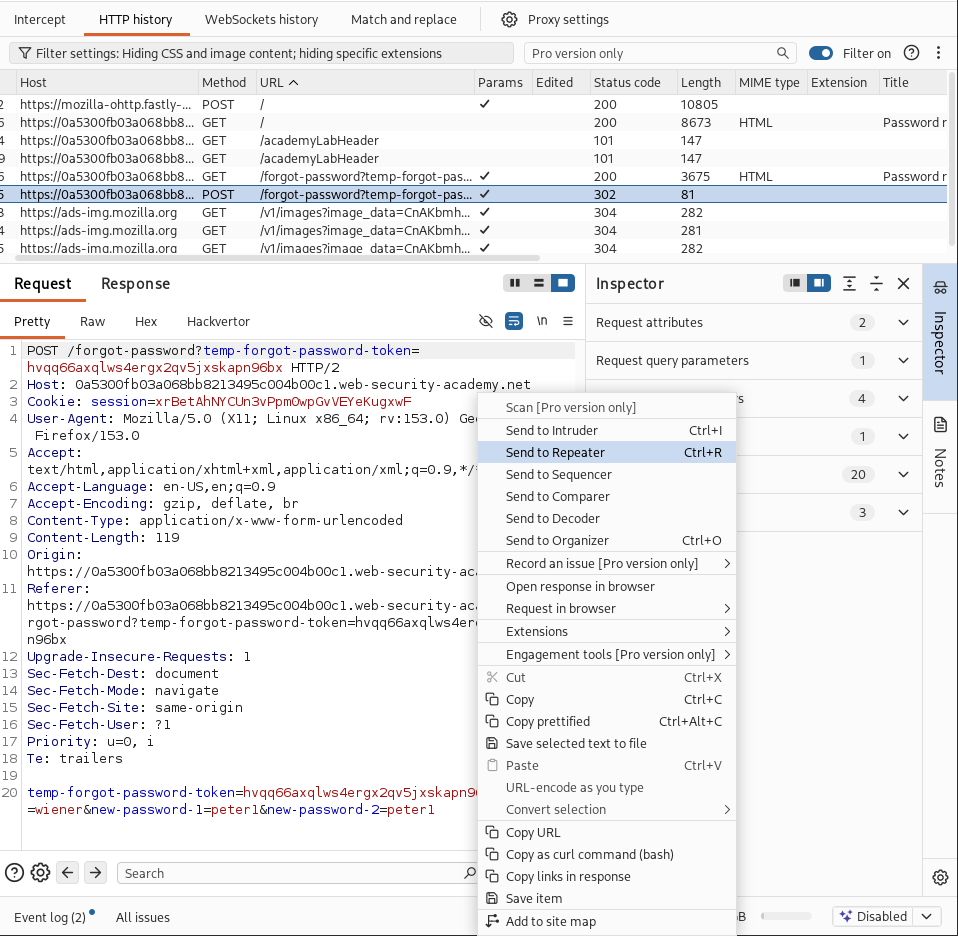 Intercept HTTP history WebSockets history Match and replace Proxy settings
Filter settings: Hiding CSS and image content; hiding specific extensions Pro version only Filter on
Host Method URL Params Edited Status code Length MIME type Extension Title
2 https://mozilla-ohttp.fastly-... POST / ✓ 200 10805
6 https://0a5300fb03a068bb8... GET / 200 8673 HTML Password r
4 https://0a5300fb03a068bb8... GET /academyLabHeader 101 147
9 https://0a5300fb03a068bb8... GET /academyLabHeader 101 147
https://0a5300fb03a068bb8... GET /forgot-password?temp-forgot-pas... ✓ 200 3675 HTML Password r
https://0a5300fb03a068bb8... POST /forgot-password?temp-forgot-pas... ✓ 302 81
https://ads-img.mozilla.org GET /v1/images?image_data=CnAKbmh... ✓ 304 282
4 https://ads-img.mozilla.org GET /v1/images?image_data=CnAKbmh... ✓ 304 281
https://ads-img.mozilla.org GET /v1/images?image_data=CnAKbmh... ✓ 304 282
Request Response
Pretty Raw Hex Hackvertor \n
1 POST /forgot-password?temp-forgot-password-token=
hvqq66axqlws4ergx2qv5jxskapn96bx HTTP/2
2 Host: 0a5300fb03a068bb8213495c004b00c1.web-security-academy.net
3 Cookie: session=xrBetAhNYCUn3vPpmOwpGvVEYeKugxwF
4 User-Agent: Mozilla/5.0 (X11; Linux x86_64; rv:153.0) Gec
Firefox/153.0
5 Accept:
text/html,application/xhtml+xml,application/xml;q=0.9,*/*
6 Accept-Language: en-US,en;q=0.9
7 Accept-Encoding: gzip, deflate, br
8 Content-Type: application/x-www-form-urlencoded
9 Content-Length: 119
10 Origin:
https://0a5300fb03a068bb8213495c004b00c1.web-security-aca
11 Referer:
https://0a5300fb03a068bb8213495c004b00c1.web-security-aca
rgot-password?temp-forgot-password-token=hvqq66axqlws4erg
n96bx
12 Upgrade-Insecure-Requests: 1
13 Sec-Fetch-Dest: document
14 Sec-Fetch-Mode: navigate
15 Sec-Fetch-Site: same-origin
16 Sec-Fetch-User: ?1
17 Priority: u=0, i
18 Te: trailers
19
20 temp-forgot-password-token=hvqq66axqlws4ergx2qv5jxskapn96
=wiener&new-password-1=peter1&new-password-2=peter1
Search
Event log (2) All issues
Inspector
Request attributes 2
Request query parameters 1
rs 4
1
20
3
Inspector
Notes
Scan [Pro version only]
Send to Intruder Ctrl+I
Send to Repeater Ctrl+R
Send to Sequencer
Send to Comparer
Send to Decoder
Send to Organizer Ctrl+O
Record an issue [Pro version only]
Open response in browser
Request in browser
Extensions
Engagement tools [Pro version only]
Cut Ctrl+X
Copy Ctrl+C
Copy prettified Ctrl+Alt+C
Save selected text to file
Paste Ctrl+V
URL-encode as you type
Convert selection
Copy URL
Copy as curl command (bash)
Copy links in response
Save item
Add to site map
B Disabled